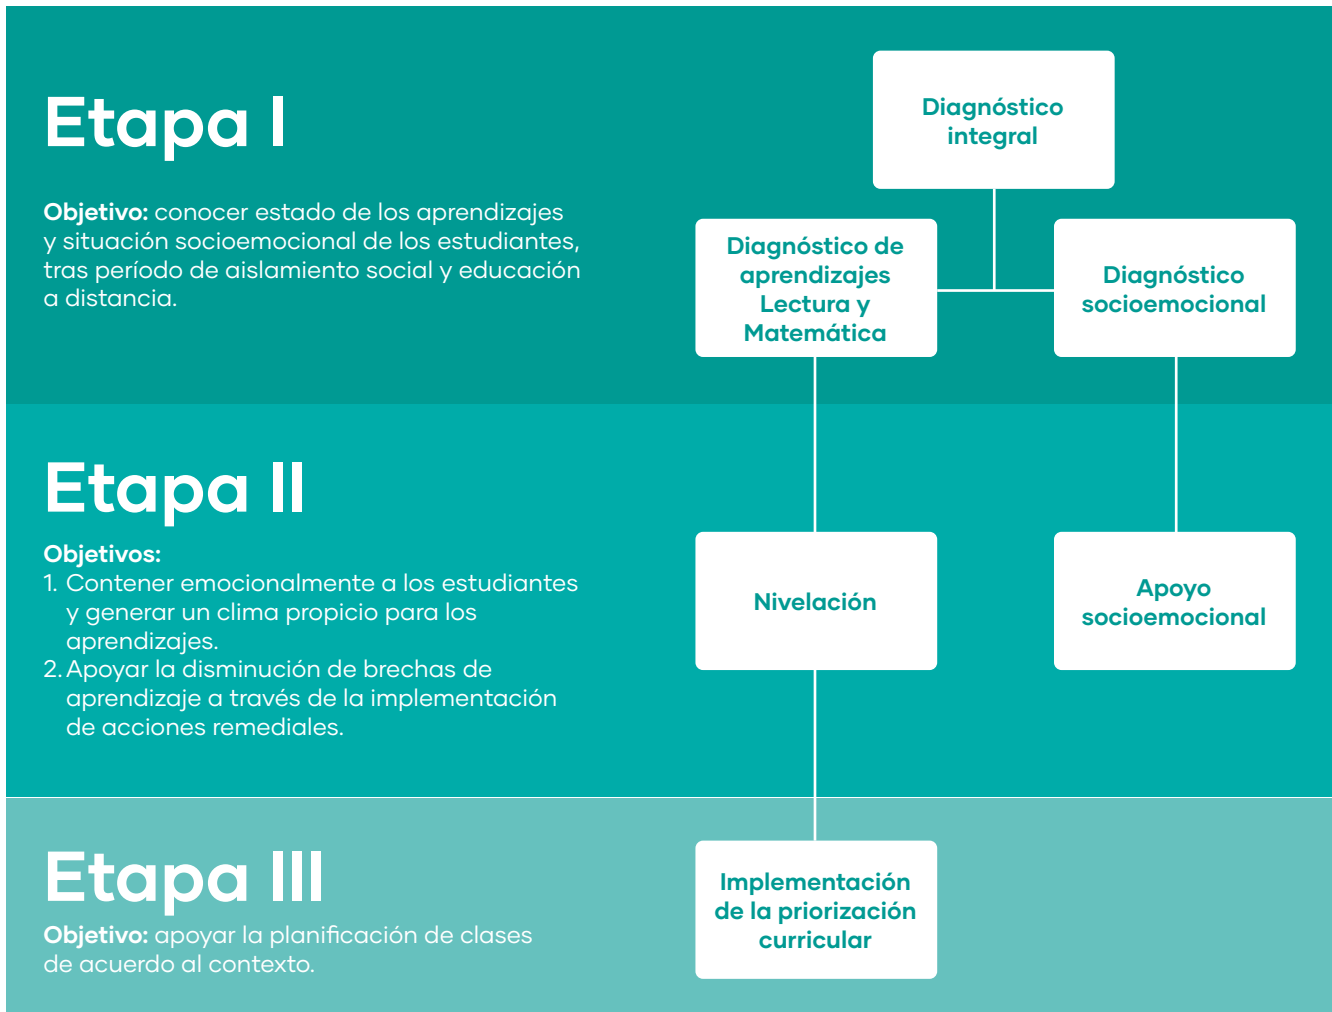 Etapa I
Objetivo: conocer estado de los aprendizajes
y situación socioemocional de los estudiantes,
tras período de aislamiento social y educación
a distancia.
Diagnóstico
integral
Diagnóstico de
aprendizajes
Lectura y
Matemática
Diagnóstico
socioemocional
Etapa II
Objetivos:
1. Contener emocionalmente a los estudiantes
y generar un clima propicio para los
aprendizajes.
2. Apoyar la disminución de brechas de
aprendizaje a través de la implementación
de acciones remediales.
Nivelación
Apoyo
socioemocional
Etapa III
Objetivo: apoyar la planificación de clases
de acuerdo al contexto.
Implementación
de la priorización
curricular